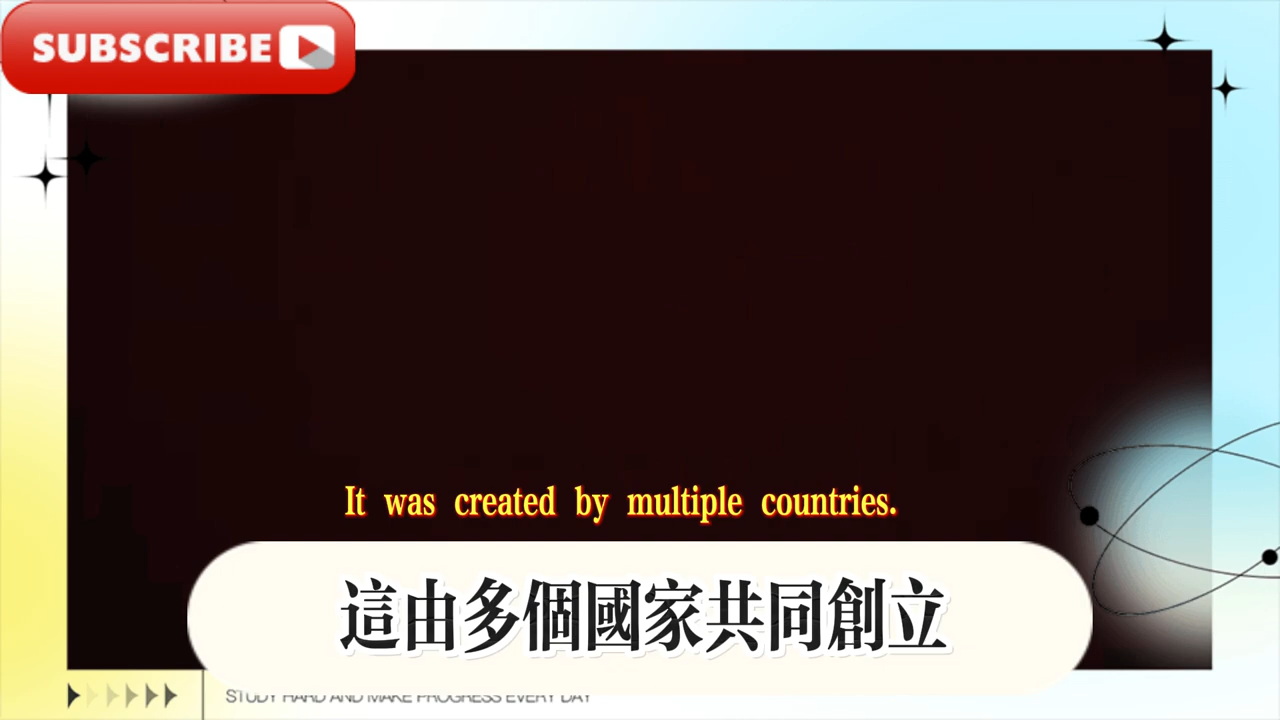 SUBSCRIBE
It was created by multiple countries.
這由多個國家共同創立
STUDY HARD AND MAKE PROGRESS EVERY DAY